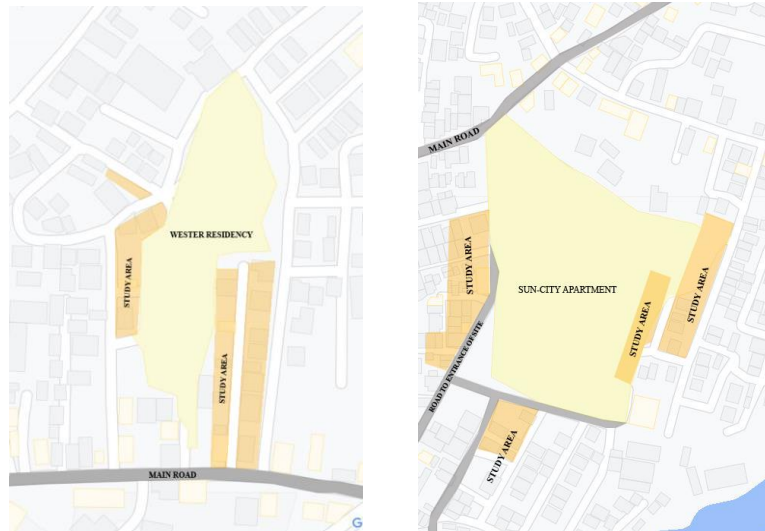 WESTER RESIDENCY
STUDY AREA
STUDY AREA
MAIN ROAD
G
MAIN ROAD
STUDY AREA
SUN-CITY APARTMENT
STUDY AREA
STUDY AREA
ROAD TO ENTRANCE OF SITE
STUDY AREA